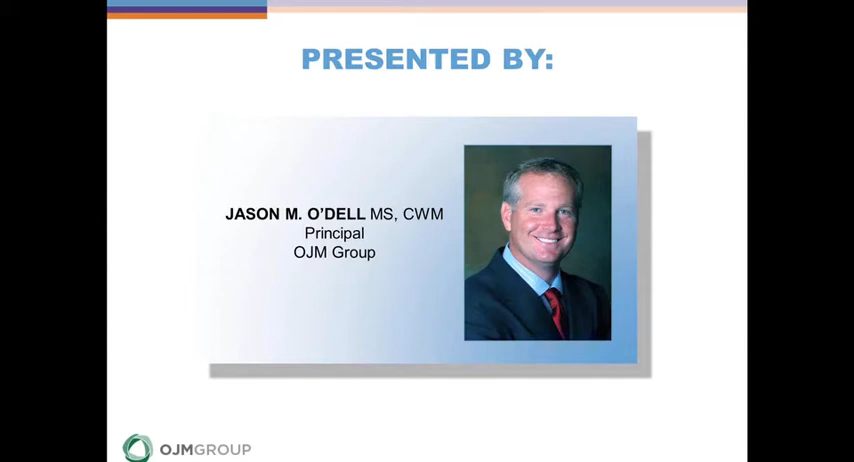 PRESENTED BY:
JASON M. O'DELL MS, CWM
Principal
OJM Group
OJMGROUP